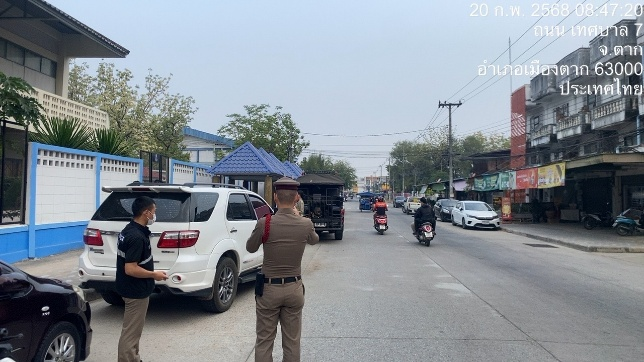 20 ก.พ. 2568 08:47:20
ถนน เทศบาล 7
จ.ตาก
อำเภอเมืองตาก 63000
ประเทศไทย